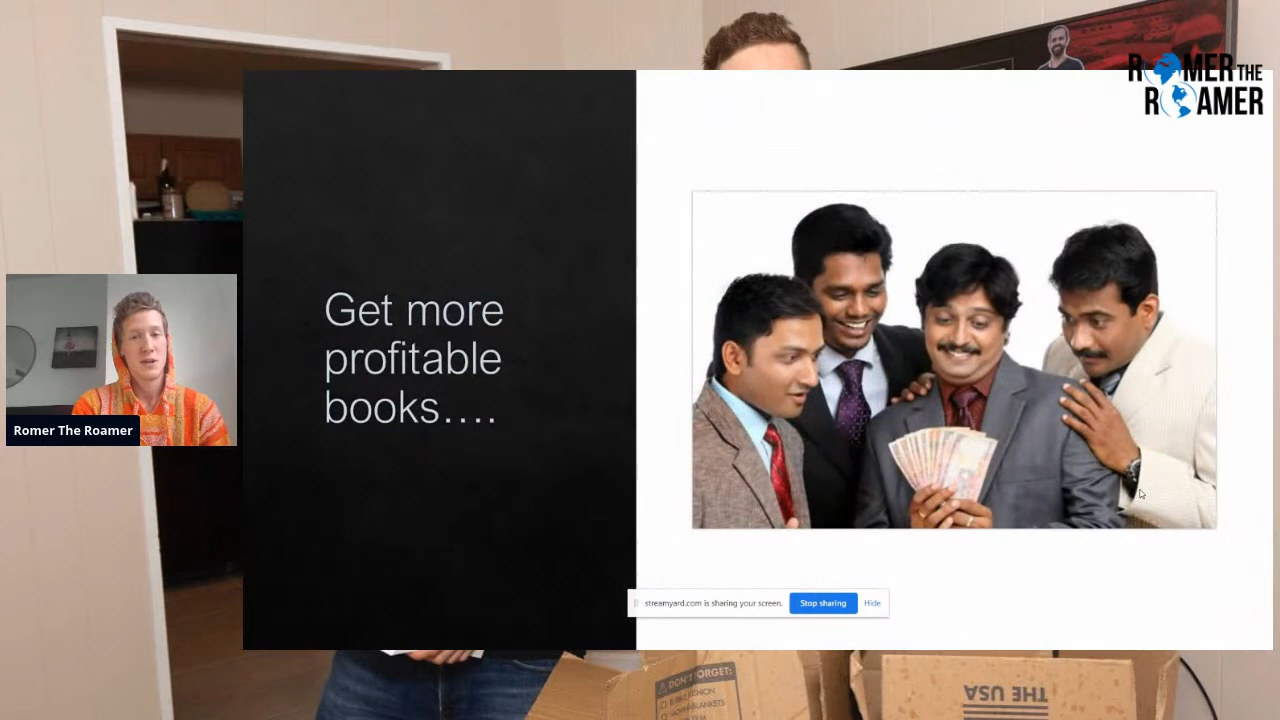 ROMER THE
ROAMER
Get more
profitable
books....
Romer The Roamer
streamyard.com is sharing your screen.
Stop sharing
Hide
DON'T FORGET:
THE USA